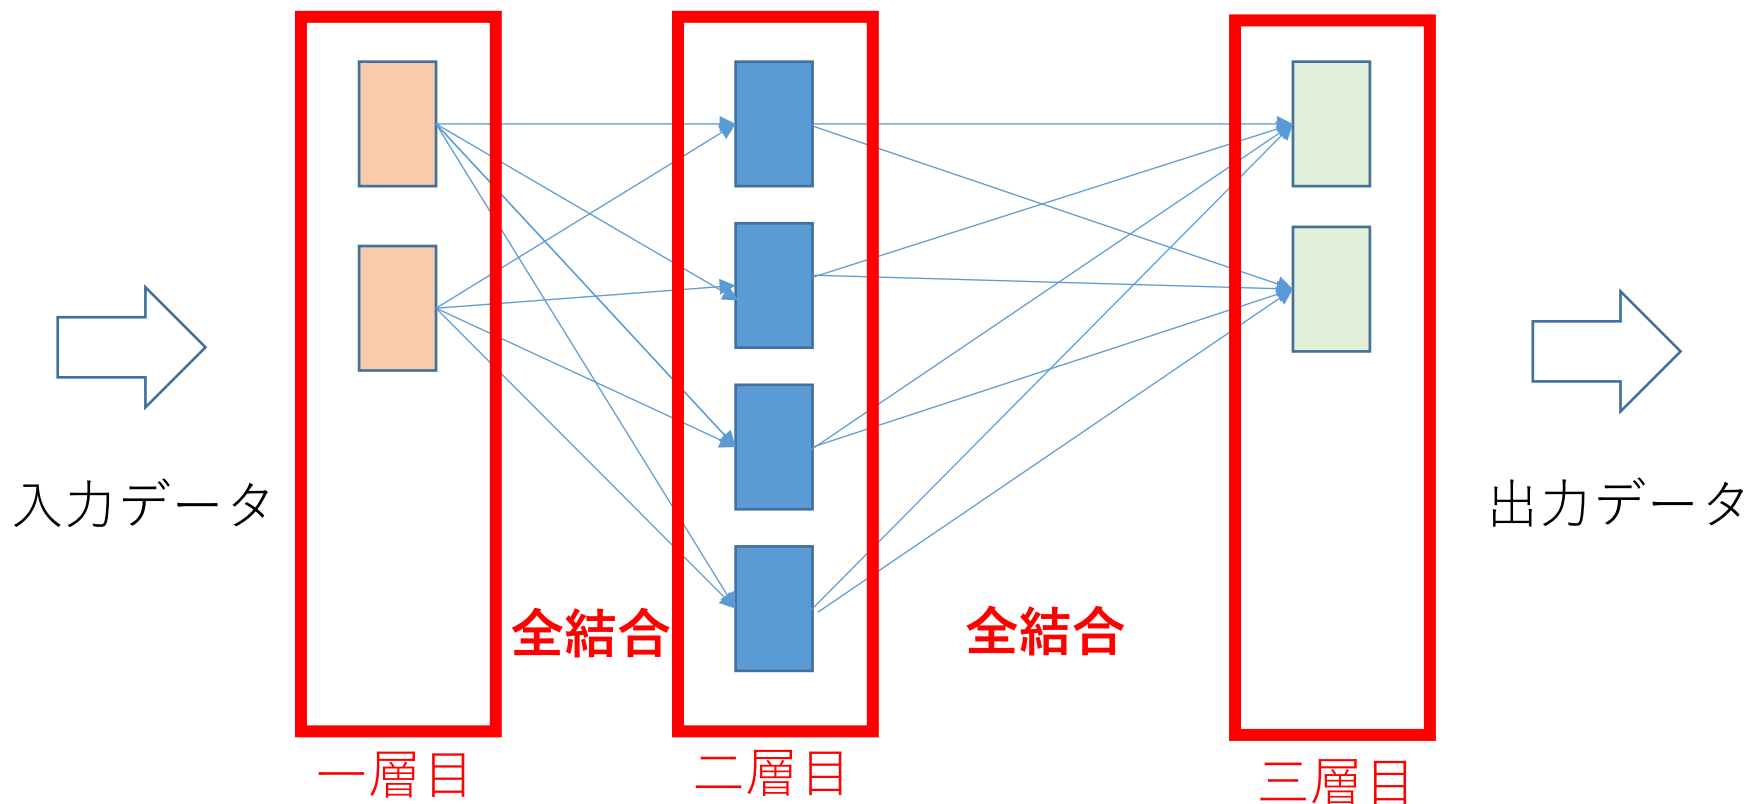 入力データ
全結合
全結合
出力データ
一層目
二層目
三層目